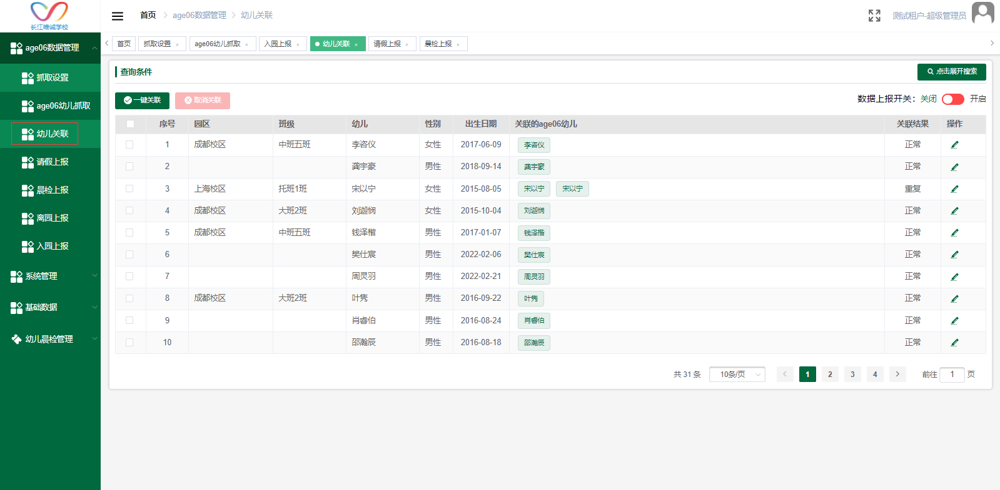 长江唯诚学校
首页 > age06数据管理 > 幼儿关联
测试租户-超级管理员
age06数据管理
抓取设置
age06幼儿抓取
幼儿关联
请假上报
晨检上报
离园上报
入园上报
系统管理
基础数据
幼儿晨检管理
首页 抓取设置 × age06幼儿抓取 × 入园上报 × 幼儿关联 × 请假上报 × 晨检上报 ×
查询条件
点击展开搜索
一键关联 取消关联
数据上报开关: 关闭 开启
序号 园区 班级 幼儿 性别 出生日期 关联的age06幼儿 关联结果 操作
1 成都校区 中班五班 李咨仪 女性 2017-06-09 李咨仪 正常
2 龚宇豪 男性 2018-09-14 龚宇豪 正常
3 上海校区 托班1班 宋以宁 女性 2015-08-05 宋以宁 宋以宁 重复
4 成都校区 大班2班 刘迦悯 女性 2015-10-04 刘迦悯 正常
5 成都校区 中班五班 钱泽楷 男性 2017-01-07 钱泽楷 正常
6 樊仕宸 男性 2022-02-06 樊仕宸 正常
7 周灵羽 男性 2022-02-21 周灵羽 正常
8 成都校区 大班2班 叶隽 男性 2016-09-22 叶隽 正常
9 肖睿伯 男性 2016-08-24 肖睿伯 正常
10 邵瀚辰 男性 2016-08-18 邵瀚辰 正常
共 31 条 10条/页 < 1 2 3 4 > 前往 1 页